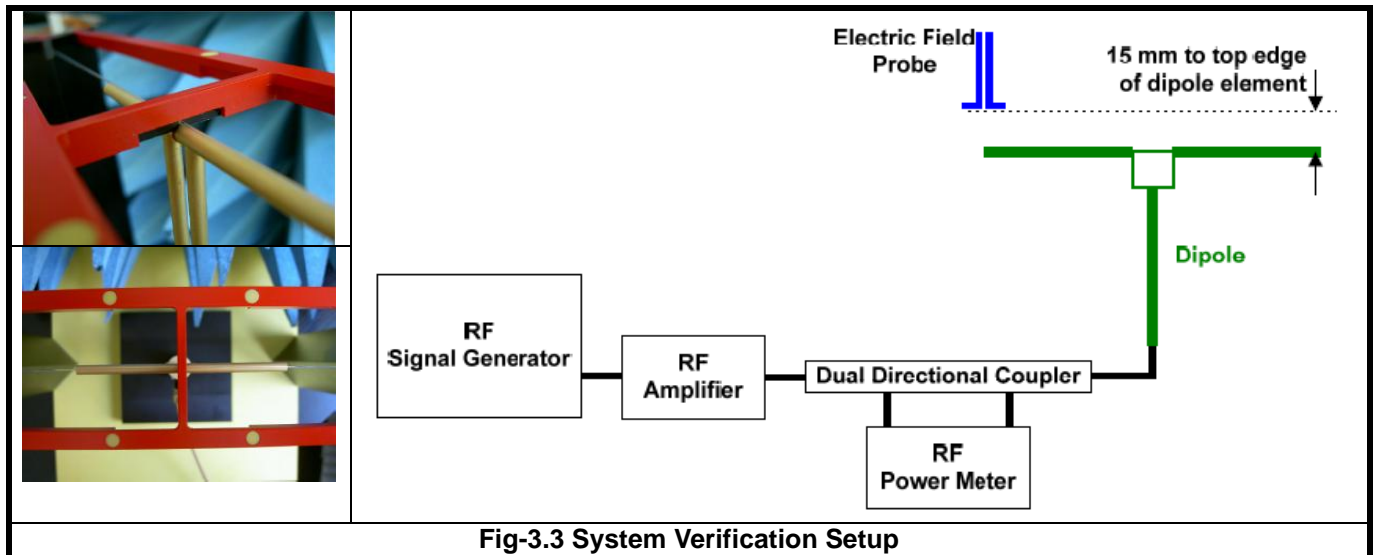 Electric Field
Probe
15 mm to top edge
of dipole element
Dipole
RF
Signal Generator
RF
Amplifier
Dual Directional Coupler
RF
Power Meter
Fig-3.3 System Verification Setup